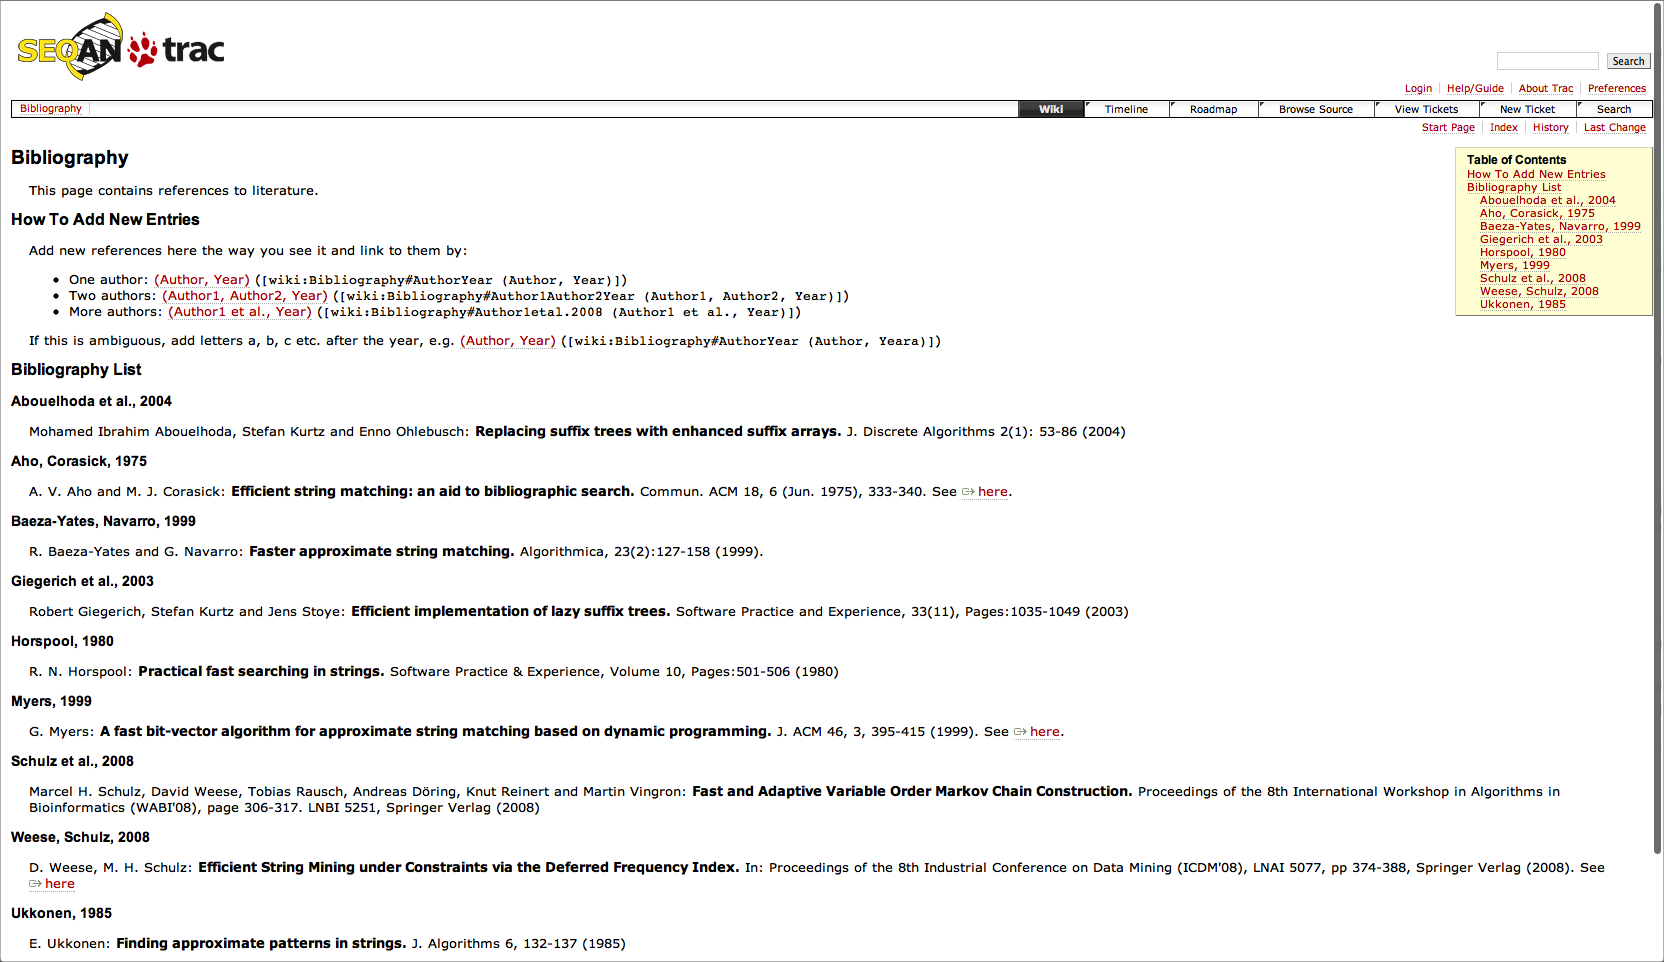 SEQAN trac
Search
Login Help/Guide About Trac Preferences
Bibliography Wiki Timeline Roadmap Browse Source View Tickets New Ticket Search
Start Page Index History Last Change
Bibliography
This page contains references to literature.
How To Add New Entries
Add new references here the way you see it and link to them by:
• One author: (Author, Year) ([wiki:Bibliography#AuthorYear (Author, Year)])
• Two authors: (Author1, Author2, Year) ([wiki:Bibliography#Author1Author2Year (Author1, Author2, Year)])
• More authors: (Author1 et al., Year) ([wiki:Bibliography#Author1etal.2008 (Author1 et al., Year)])
If this is ambiguous, add letters a, b, c etc. after the year, e.g. (Author, Year) ([wiki:Bibliography#AuthorYear (Author, Yeara)])
Table of Contents
How To Add New Entries
Bibliography List
Abouelhoda et al., 2004
Aho, Corasick, 1975
Baeza-Yates, Navarro, 1999
Giegerich et al., 2003
Horspool, 1980
Myers, 1999
Schulz et al., 2008
Weese, Schulz, 2008
Ukkonen, 1985
Bibliography List
Abouelhoda et al., 2004
Mohamed Ibrahim Abouelhoda, Stefan Kurtz and Enno Ohlebusch: Replacing suffix trees with enhanced suffix arrays. J. Discrete Algorithms 2(1): 53-86 (2004)
Aho, Corasick, 1975
A. V. Aho and M. J. Corasick: Efficient string matching: an aid to bibliographic search. Commun. ACM 18, 6 (Jun. 1975), 333-340. See here.
Baeza-Yates, Navarro, 1999
R. Baeza-Yates and G. Navarro: Faster approximate string matching. Algorithmica, 23(2):127-158 (1999).
Giegerich et al., 2003
Robert Giegerich, Stefan Kurtz and Jens Stoye: Efficient implementation of lazy suffix trees. Software Practice and Experience, 33(11), Pages:1035-1049 (2003)
Horspool, 1980
R. N. Horspool: Practical fast searching in strings. Software Practice & Experience, Volume 10, Pages:501-506 (1980)
Myers, 1999
G. Myers: A fast bit-vector algorithm for approximate string matching based on dynamic programming. J. ACM 46, 3, 395-415 (1999). See here.
Schulz et al., 2008
Marcel H. Schulz, David Weese, Tobias Rausch, Andreas Döring, Knut Reinert and Martin Vingron: Fast and Adaptive Variable Order Markov Chain Construction. Proceedings of the 8th International Workshop in Algorithms in
Bioinformatics (WABI'08), page 306-317. LNBI 5251, Springer Verlag (2008)
Weese, Schulz, 2008
D. Weese, M. H. Schulz: Efficient String Mining under Constraints via the Deferred Frequency Index. In: Proceedings of the 8th Industrial Conference on Data Mining (ICDM'08), LNAI 5077, pp 374-388, Springer Verlag (2008). See
here
Ukkonen, 1985
E. Ukkonen: Finding approximate patterns in strings. J. Algorithms 6, 132-137 (1985)